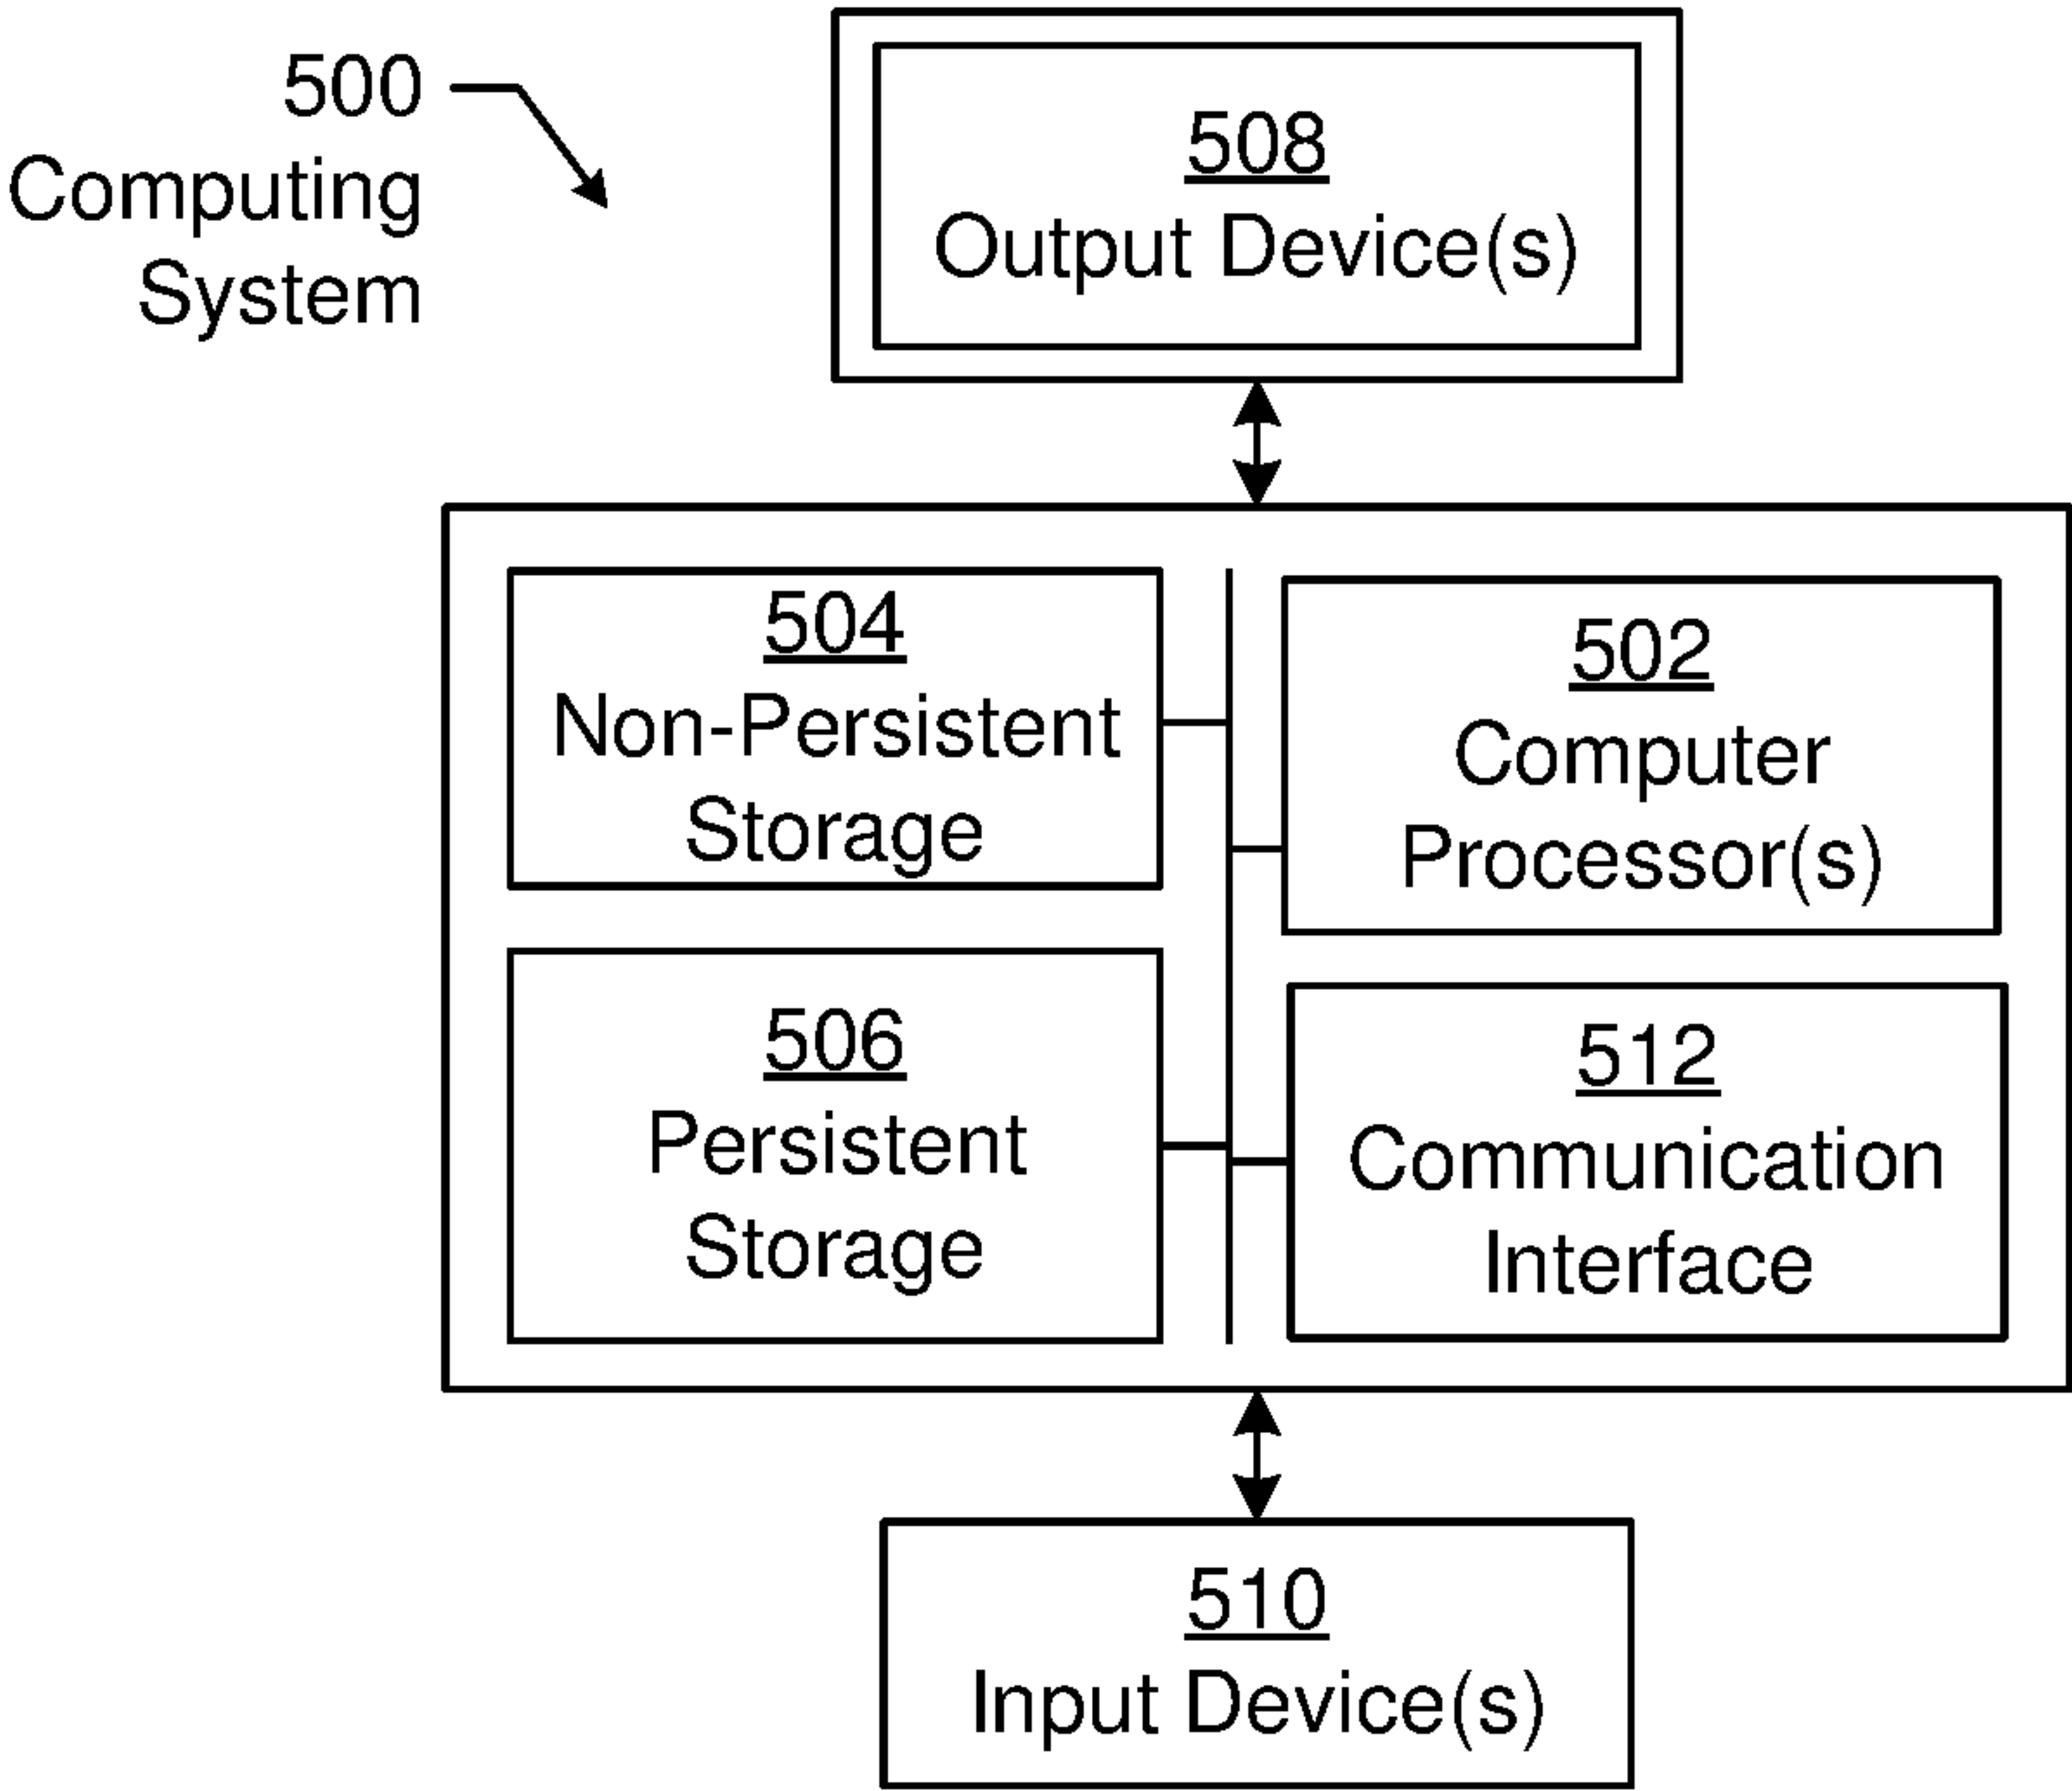 500
Computing
System
508
Output Device(s)
504
Non-Persistent
Storage
502
Computer
Processor(s)
506
Persistent
Storage
512
Communication
Interface
510
Input Device(s)